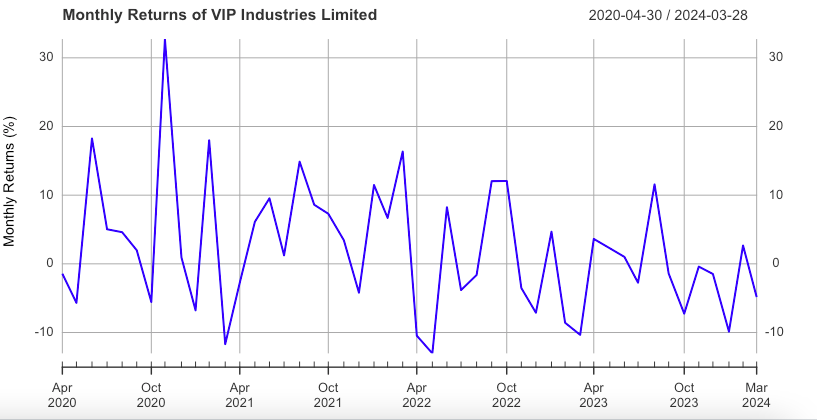 Monthly Returns of VIP Industries Limited
2020-04-30 / 2024-03-28
Monthly Returns (%)
30 30
20 20
10 10
0 0
-10 -10
Apr Oct Apr Oct Apr Oct Apr Oct Mar
2020 2020 2021 2021 2022 2022 2023 2023 2024